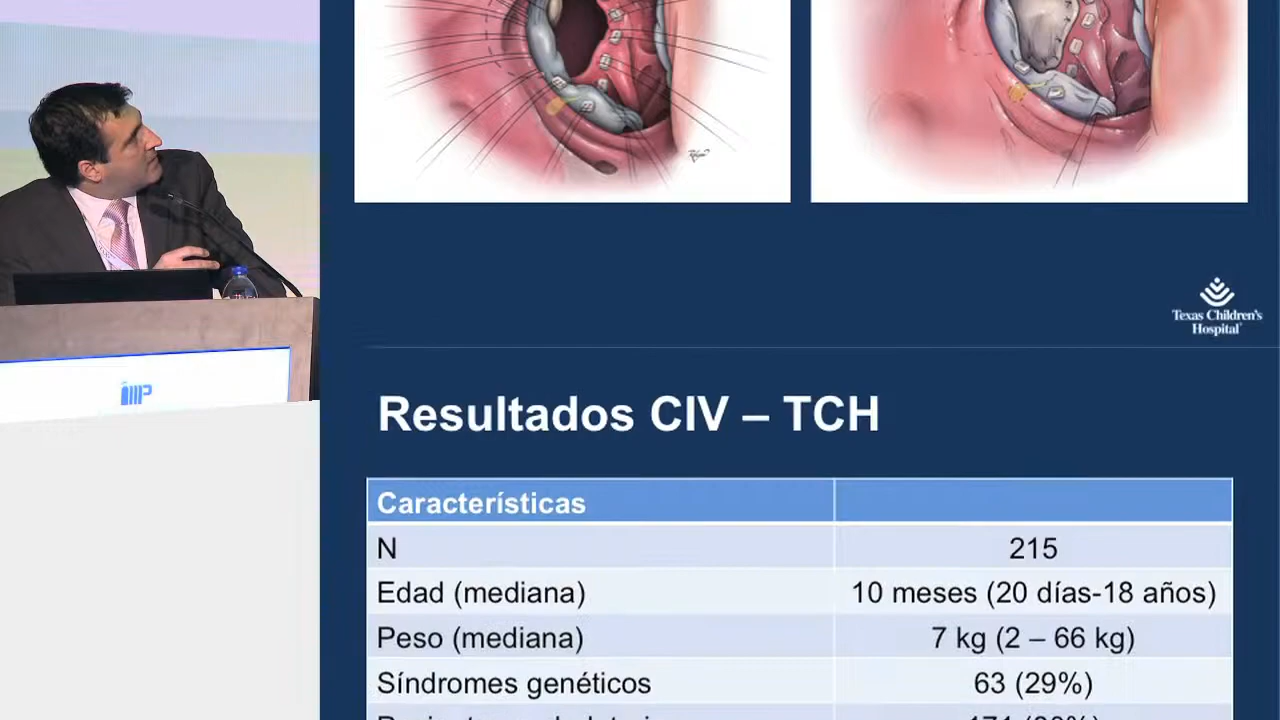 Texas Children's
Hospital
Resultados CIV – TCH
Características
N 215
Edad (mediana) 10 meses (20 días-18 años)
Peso (mediana) 7 kg (2 – 66 kg)
Síndromes genéticos 63 (29%)